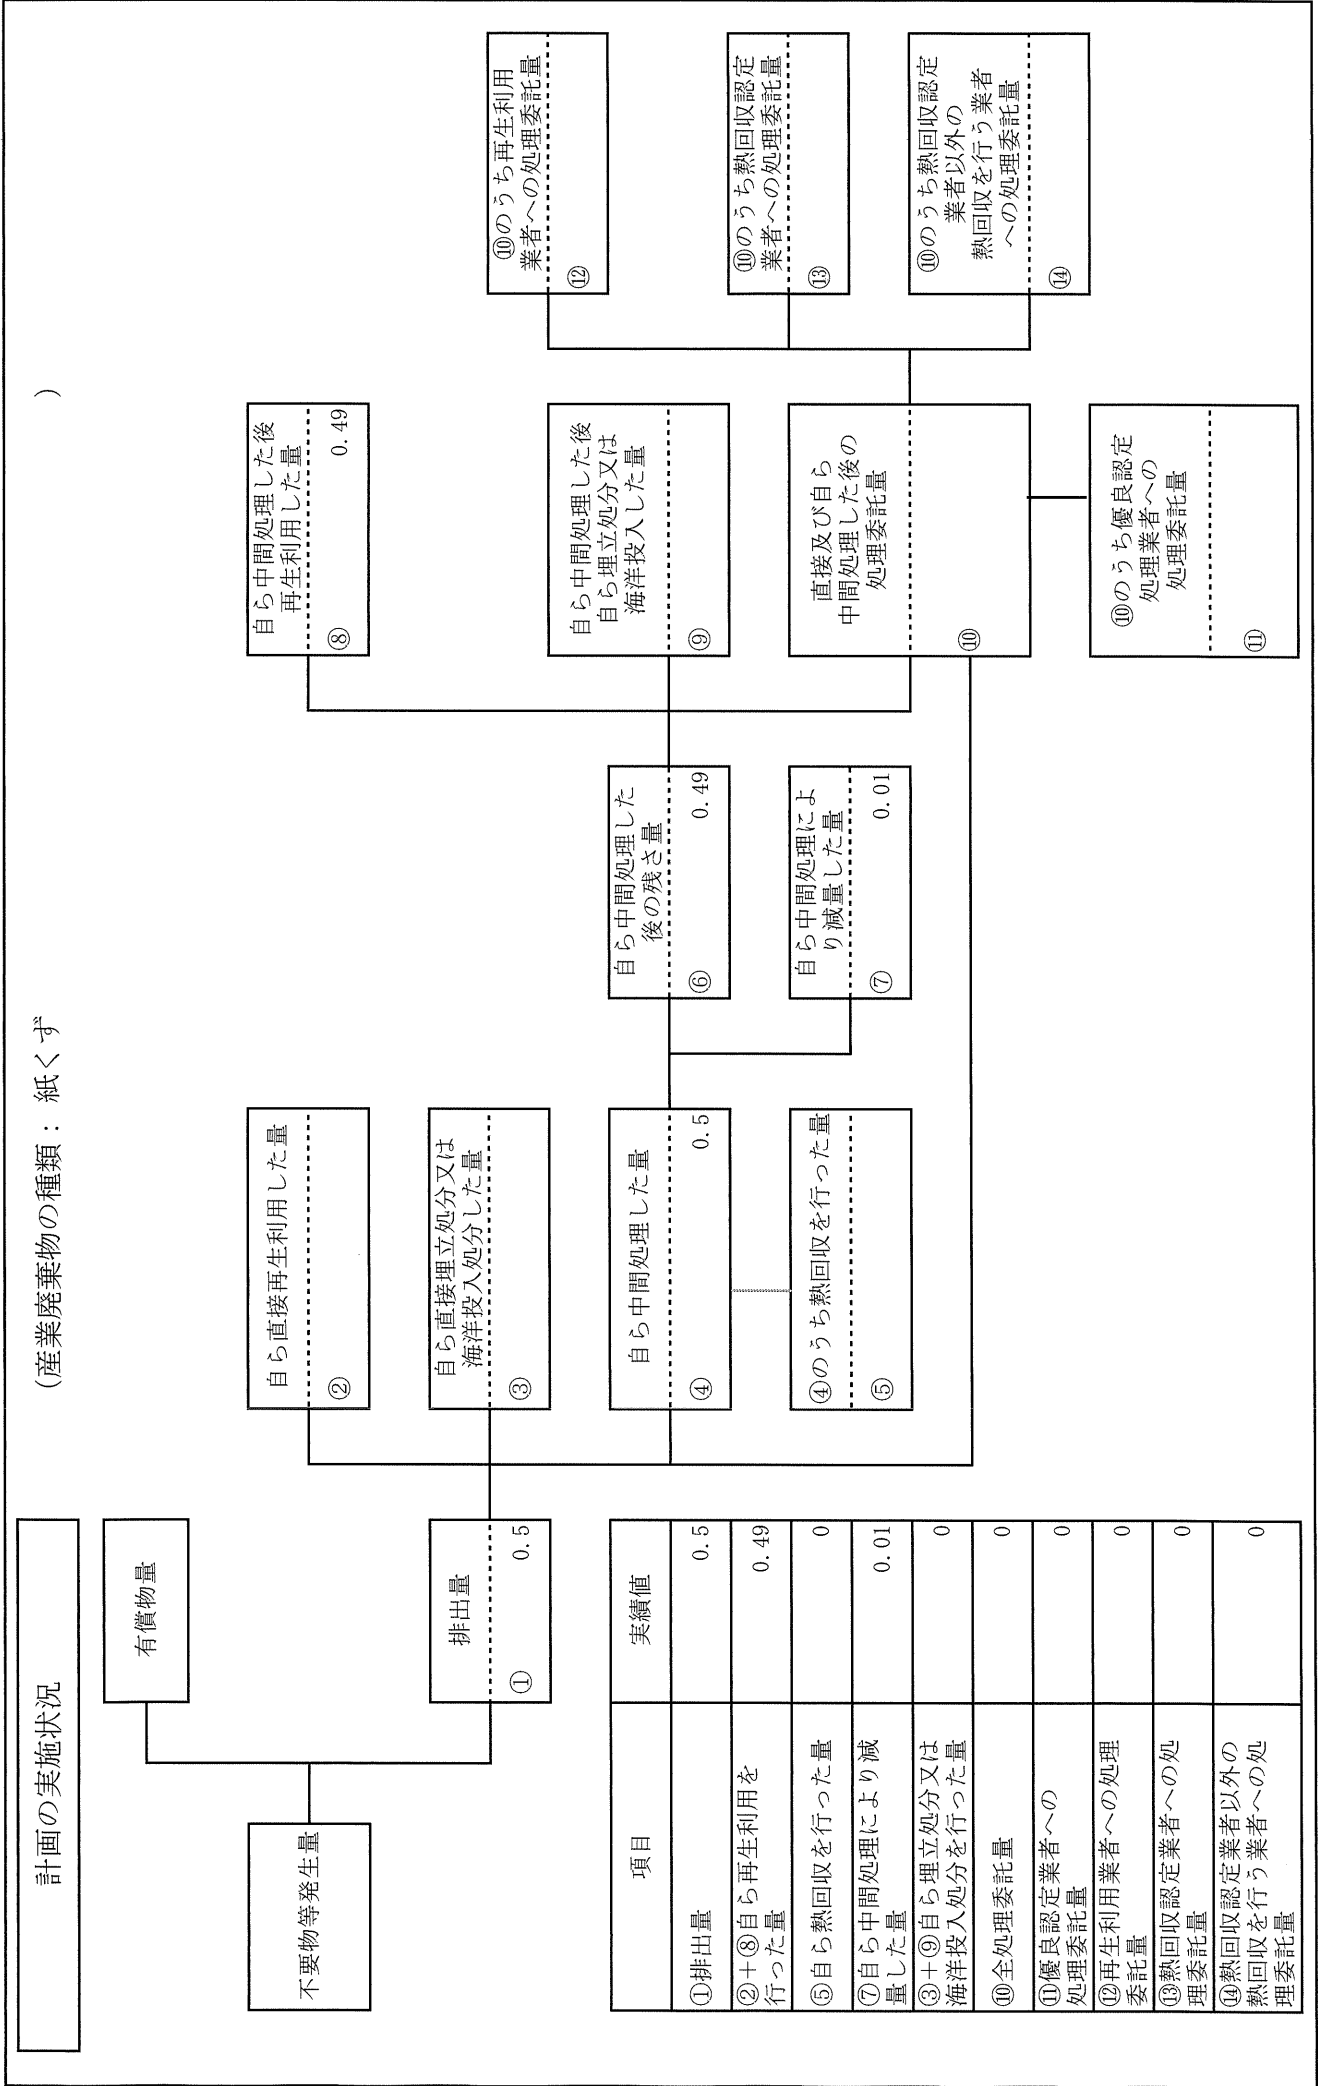 計画の実施状況
(産業廃棄物の種類： 紙くず )
不要物等発生量
有償物量
排出量
① 0.5
自ら直接再生利用した量
②
自ら直接埋立処分又は
海洋投入処分した量
③
自ら中間処理した量
④ 0.5
④のうち熱回収を行った量
⑤
自ら中間処理した
後の残さ量
⑥ 0.49
自ら中間処理によ
り減量した量
⑦ 0.01
自ら中間処理した後
再生利用した量
⑧ 0.49
自ら中間処理した後
自ら埋立処分又は
海洋投入した量
⑨
直接及び自ら
中間処理した後の
処理委託量
⑩
⑩のうち優良認定
処理業者への
処理委託量
⑪
⑩のうち再生利用
業者への処理委託量
⑫
⑩のうち熱回収認定
業者への処理委託量
⑬
⑩のうち熱回収認定
業者以外の
熱回収を行う業者
への処理委託量
⑭
項目 実績値
①排出量 0.5
②＋⑧自ら再生利用を
行った量 0.49
⑤自ら熱回収を行った量 0
⑦自ら中間処理により減
量した量 0.01
③＋⑨自ら埋立処分又は
海洋投入処分を行った量 0
⑩全処理委託量 0
⑪優良認定業者への
処理委託量 0
⑫再生利用業者への処理
委託量 0
⑬熱回収認定業者への処
理委託量 0
⑭熱回収認定業者以外の
熱回収を行う業者への処
理委託量 0